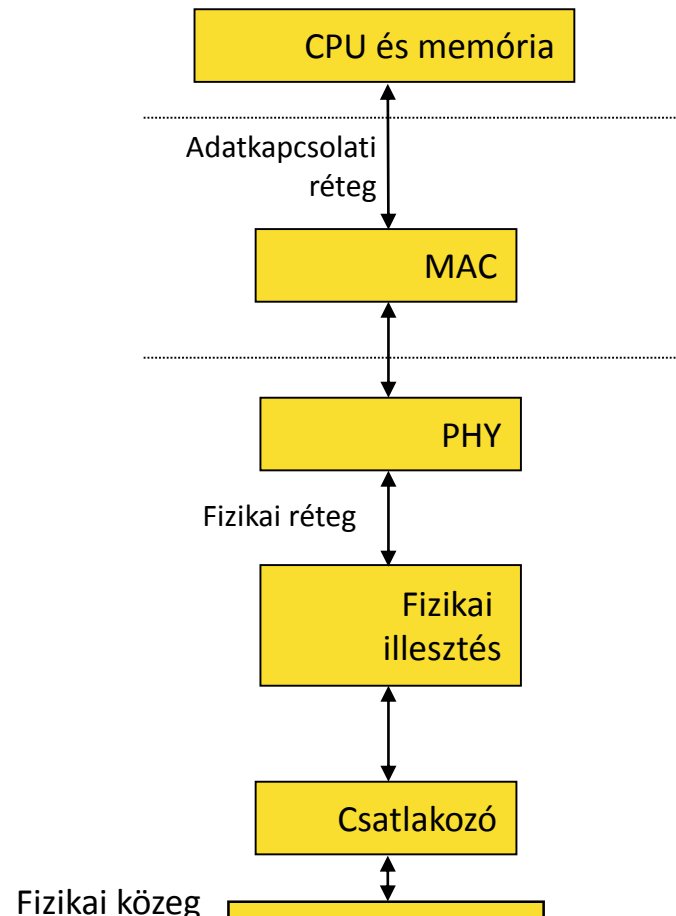 CPU és memória
Adatkapcsolati
réteg
MAC
PHY
Fizikai réteg
Fizikai
illesztés
Csatlakozó
Fizikai közeg